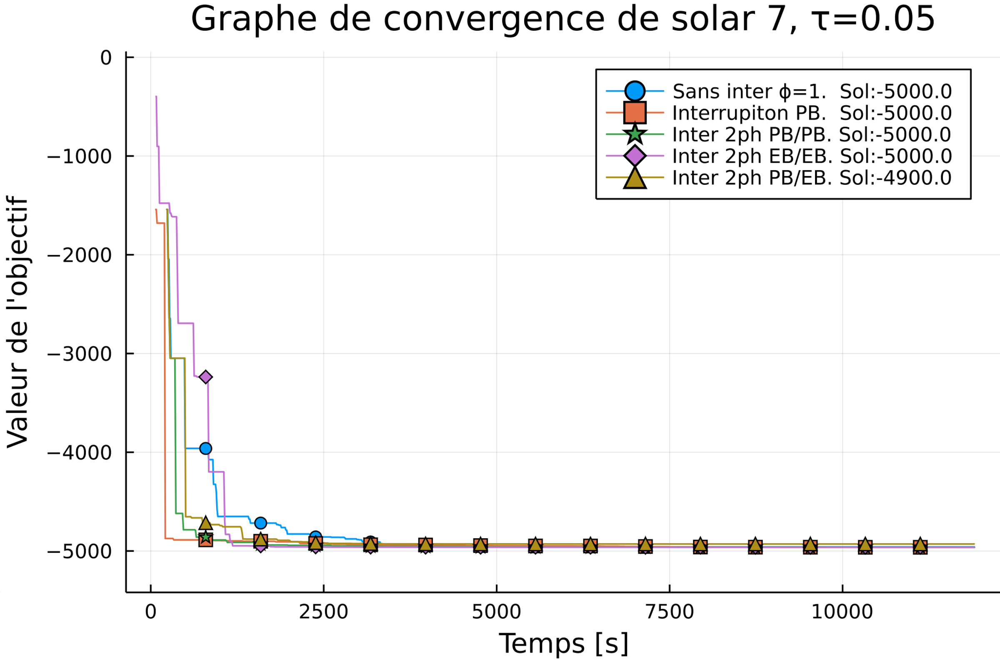 Graphe de convergence de solar 7, τ=0.05
Valeur de l'objectif
0
−1000
−2000
−3000
−4000
−5000
Sans inter ϕ=1. Sol:-5000.0
Interrupiton PB. Sol:-5000.0
Inter 2ph PB/PB. Sol:-5000.0
Inter 2ph EB/EB. Sol:-5000.0
Inter 2ph PB/EB. Sol:-4900.0
0 2500 5000 7500 10000
Temps [s]